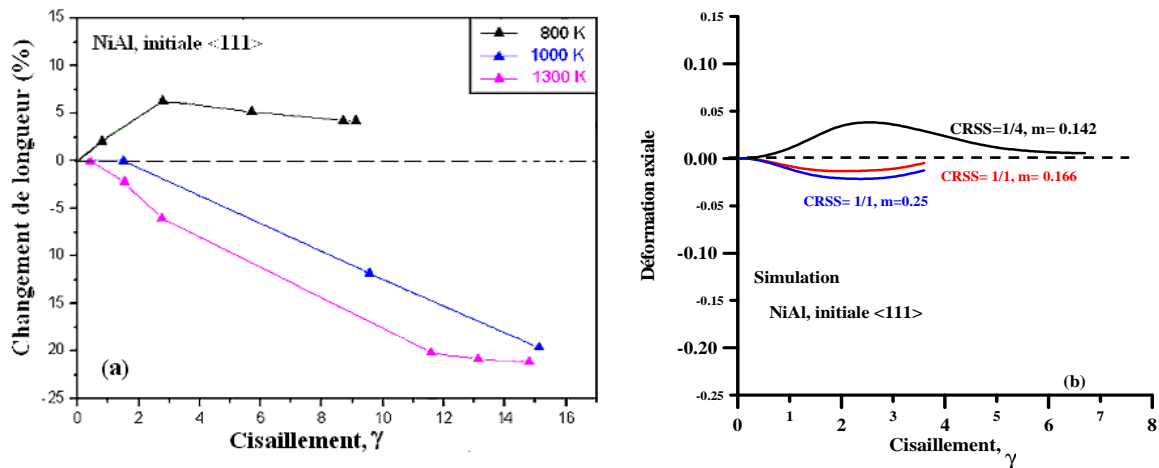 15
10
5
0
5
10
15
20
-25
Changement de longueur (%)
NiAl, initiale <111>
800 K
1000 K
1300 K
(a)
0 2 4 6 8 10 12 14 16
Cisaillement, γ
0.15
0.10
0.05
0.00
-0.05
-0.10
-0.15
-0.20
-0.25
Déformation axiale
CRSS=1/4, m= 0.142
CRSS= 1/1, m= 0.166
CRSS= 1/1, m=0.25
Simulation
NiAl, initiale <111>
(b)
0 1 2 3 4 5 6 7 8
Cisaillement, γ